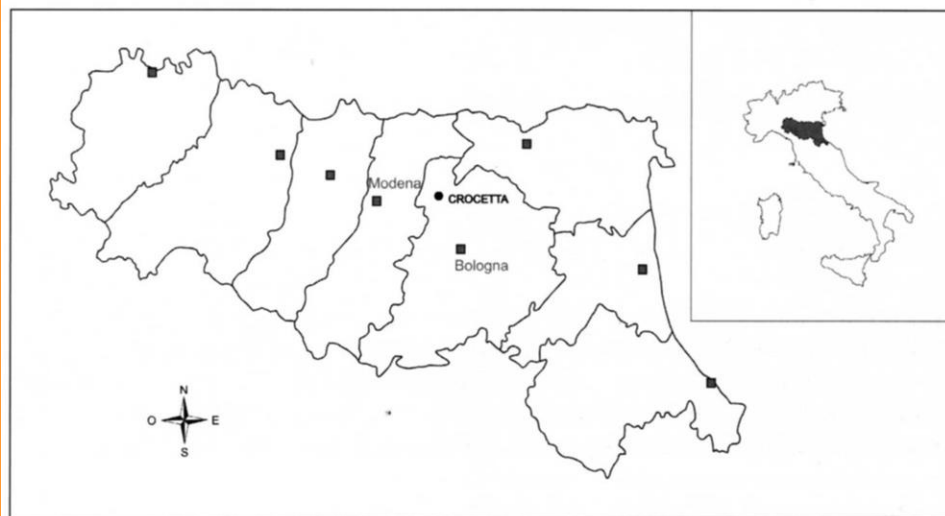 Modena
CROCETTA
Bologna
N
O E
S